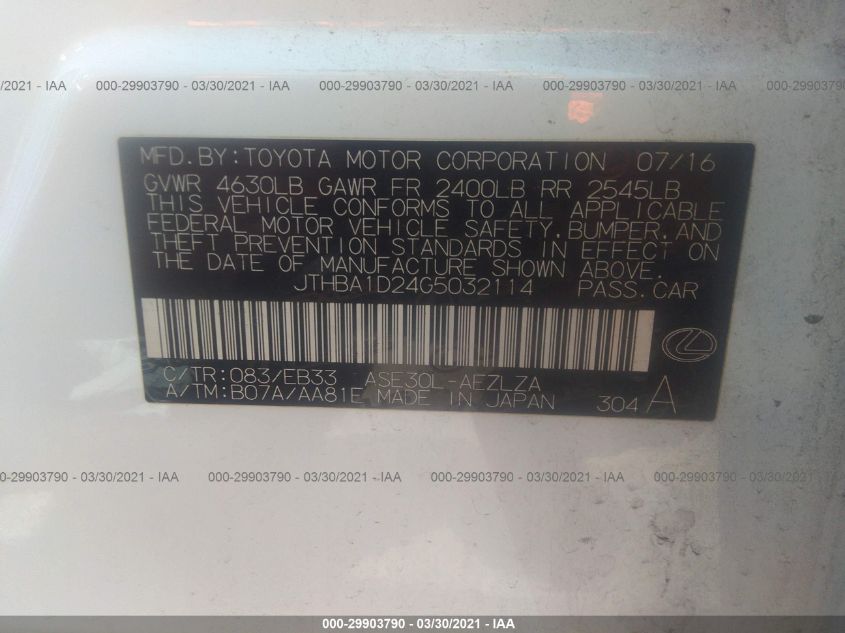 /2021 - IAA 000-29903790 - 03/30/2021 - IAA 000-29903790 - 03/30/2021 - IAA 000-29903790 - 03/30/2021 - IAA
MFD.BY:TOYOTA MOTOR CORPORATION 07/16
GVWR 4630LB GAWR FR 2400LB RR 2545LB
THIS VEHICLE CONFORMS TO ALL APPLICABLE
FEDERAL MOTOR VEHICLE SAFETY,BUMPER,AND
THEFT PREVENTION STANDARDS IN EFFECT ON
THE DATE OF MANUFACTURE SHOWN ABOVE.
JTHBA1D24G5032114 PASS.CAR
C/TR:083/EB33 ASE30L-AEZLZA
A/TM:B07A/AA81E MADE IN JAPAN 304 A
000-29903790 - 03/30/2021 - IAA 000-29903790 - 03/30/2021 - IAA 000-29903790 - 03/30/2021 - IAA 000-29903790 - 03/30/2021 - IAA
000-29903790 - 03/30/2021 - IAA